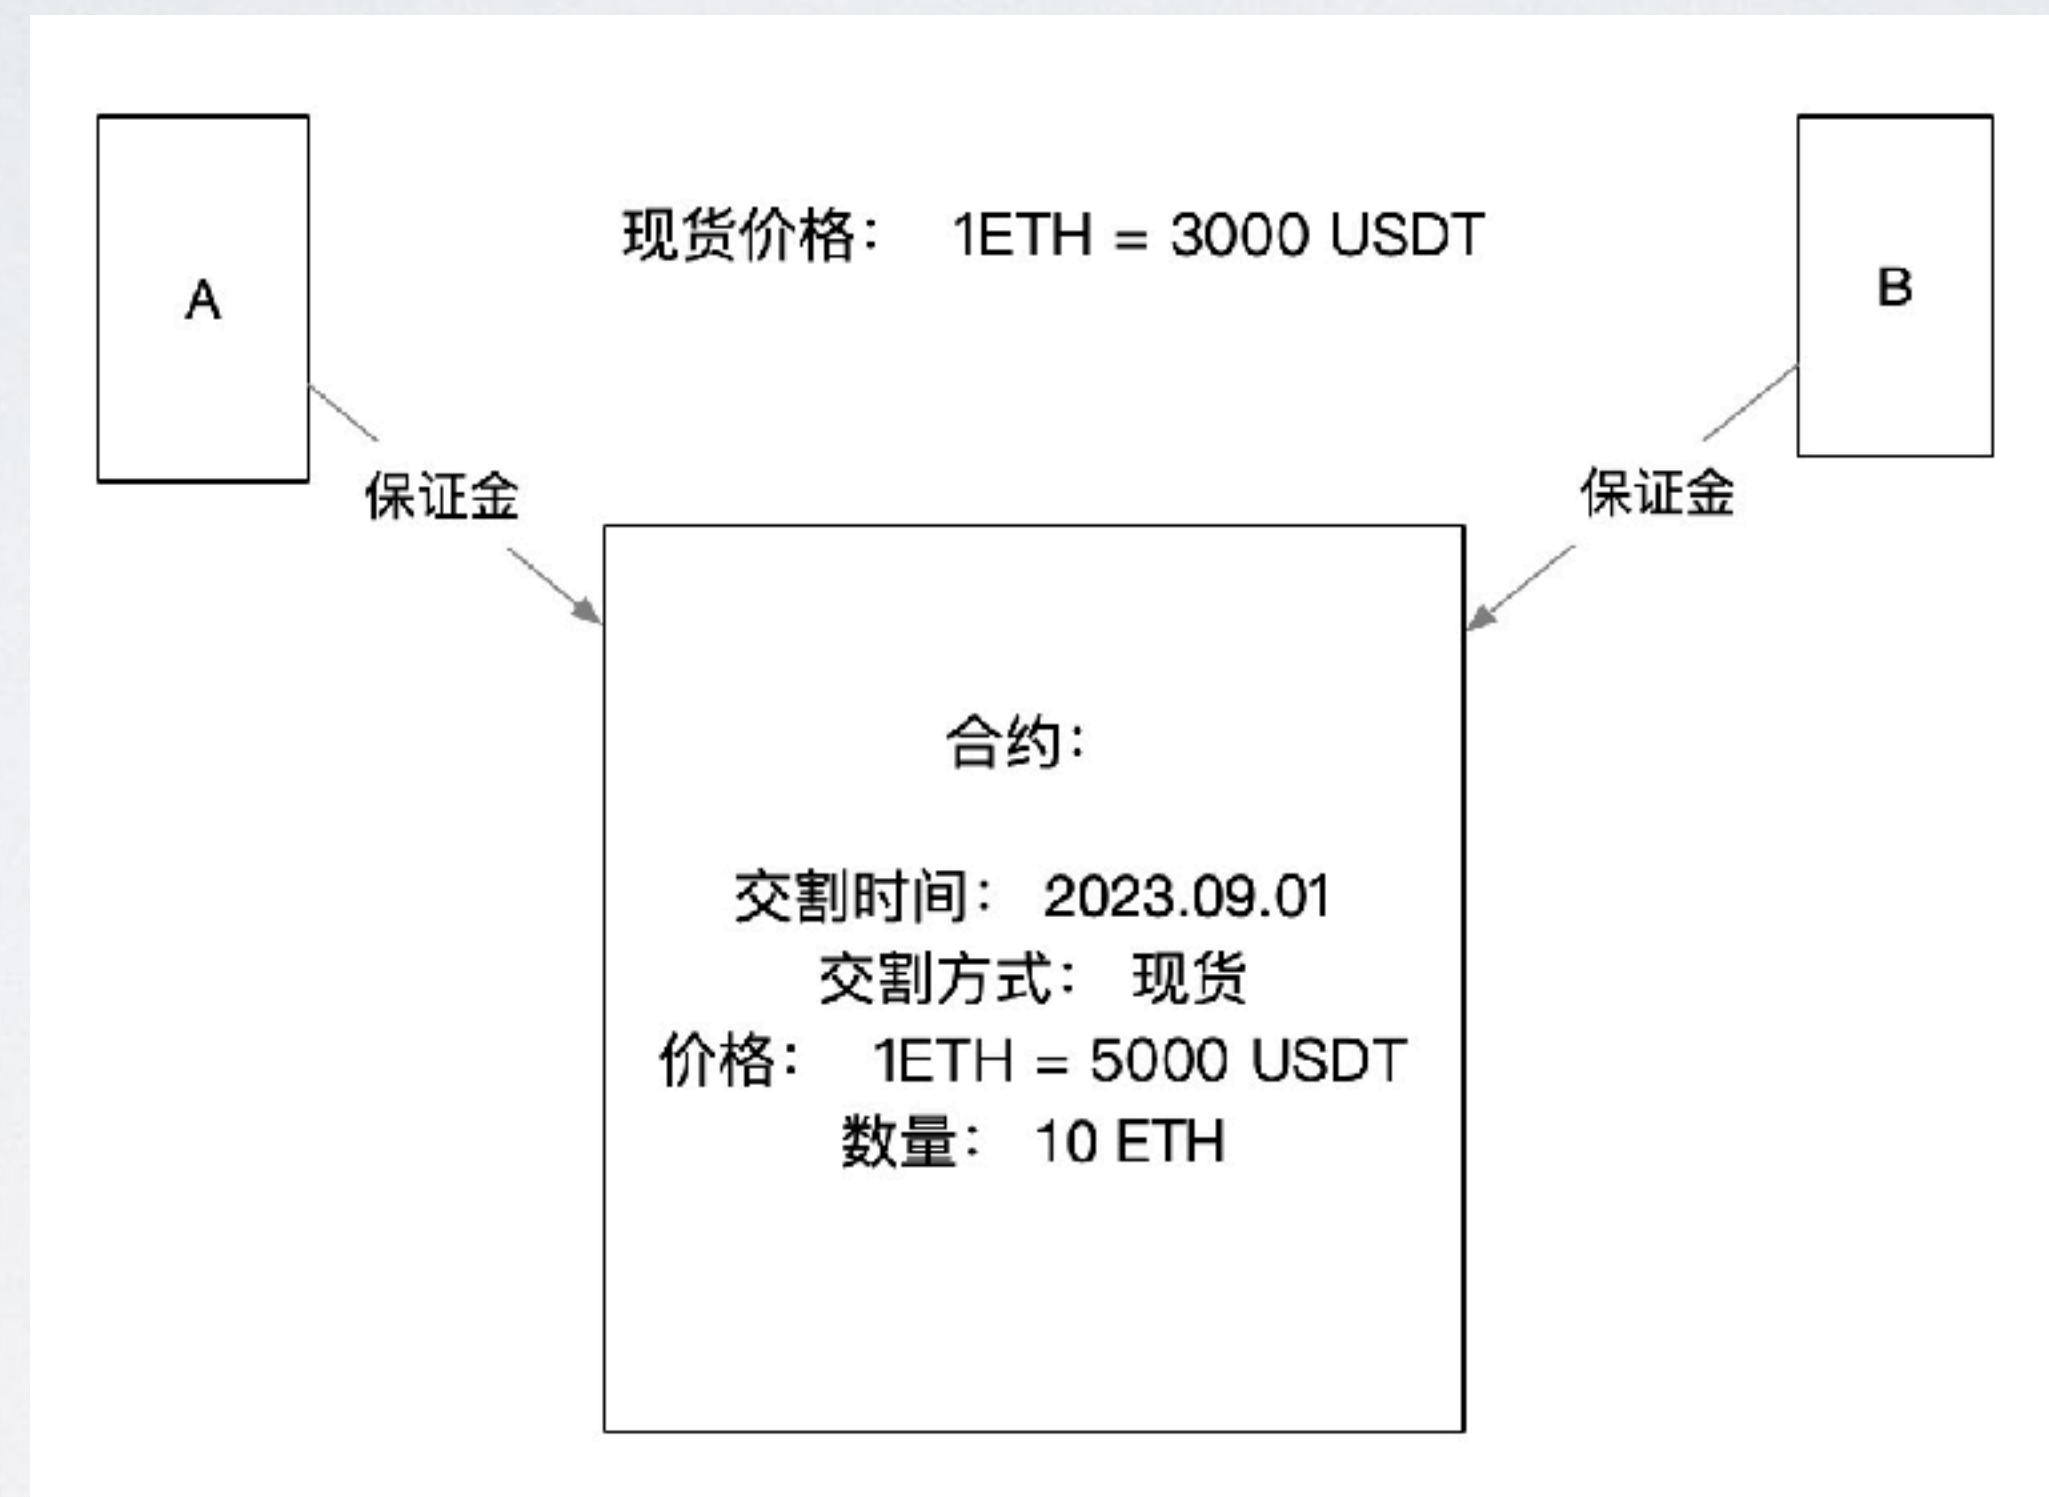 现货价格： 1ETH = 3000 USDT
A
B
保证金
保证金
合约：
交割时间： 2023.09.01
交割方式： 现货
价格： 1ETH = 5000 USDT
数量： 10 ETH